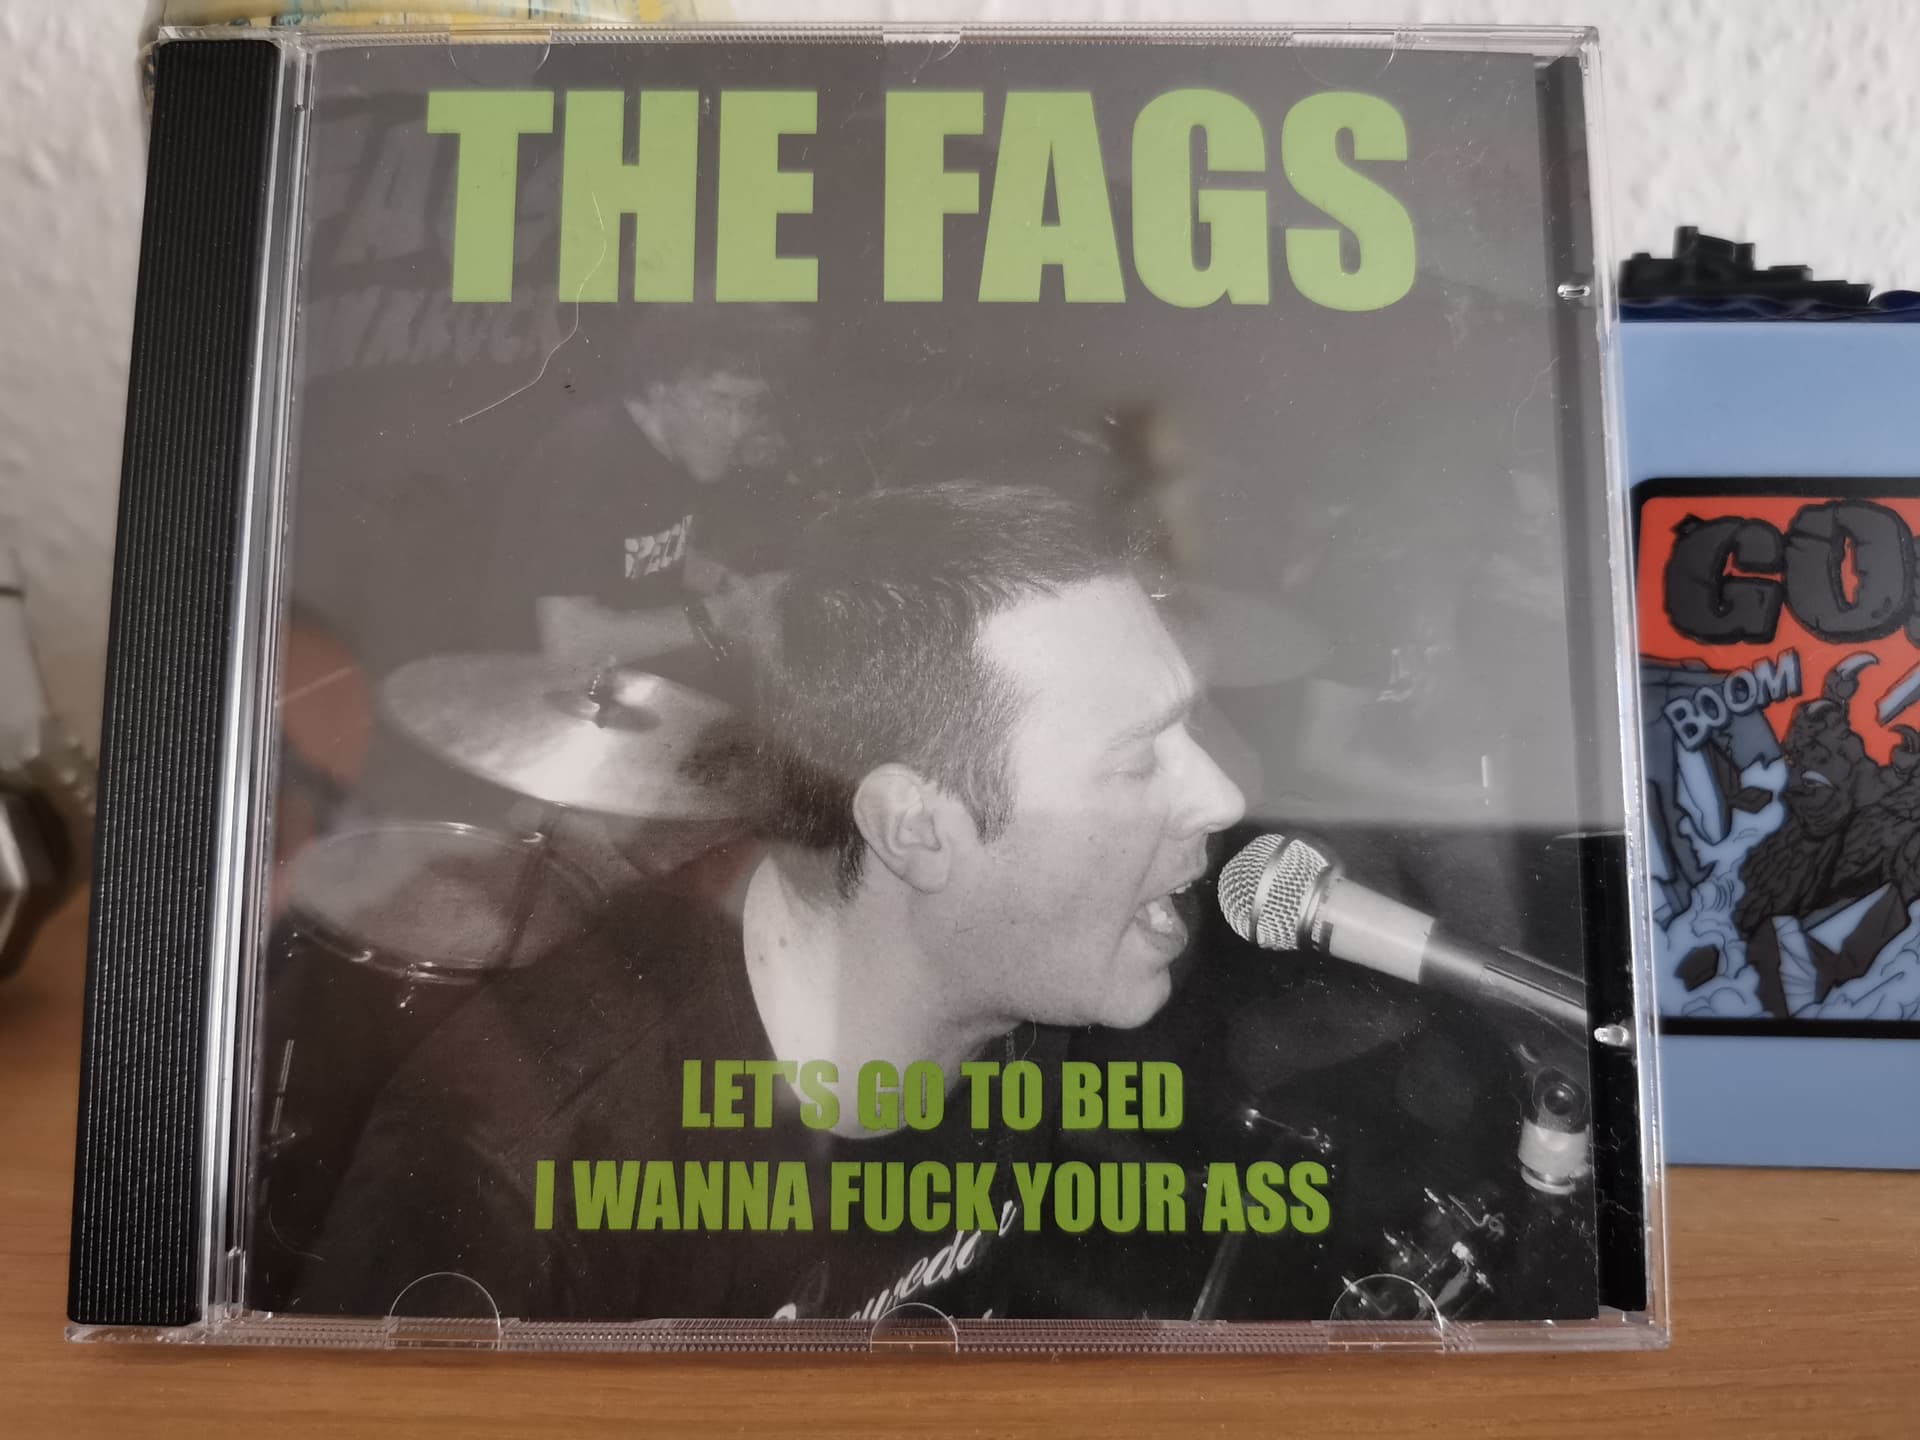 THE FAGS
LET'S GO TO BED
I WANNA FUCK YOUR ASS
BOOM